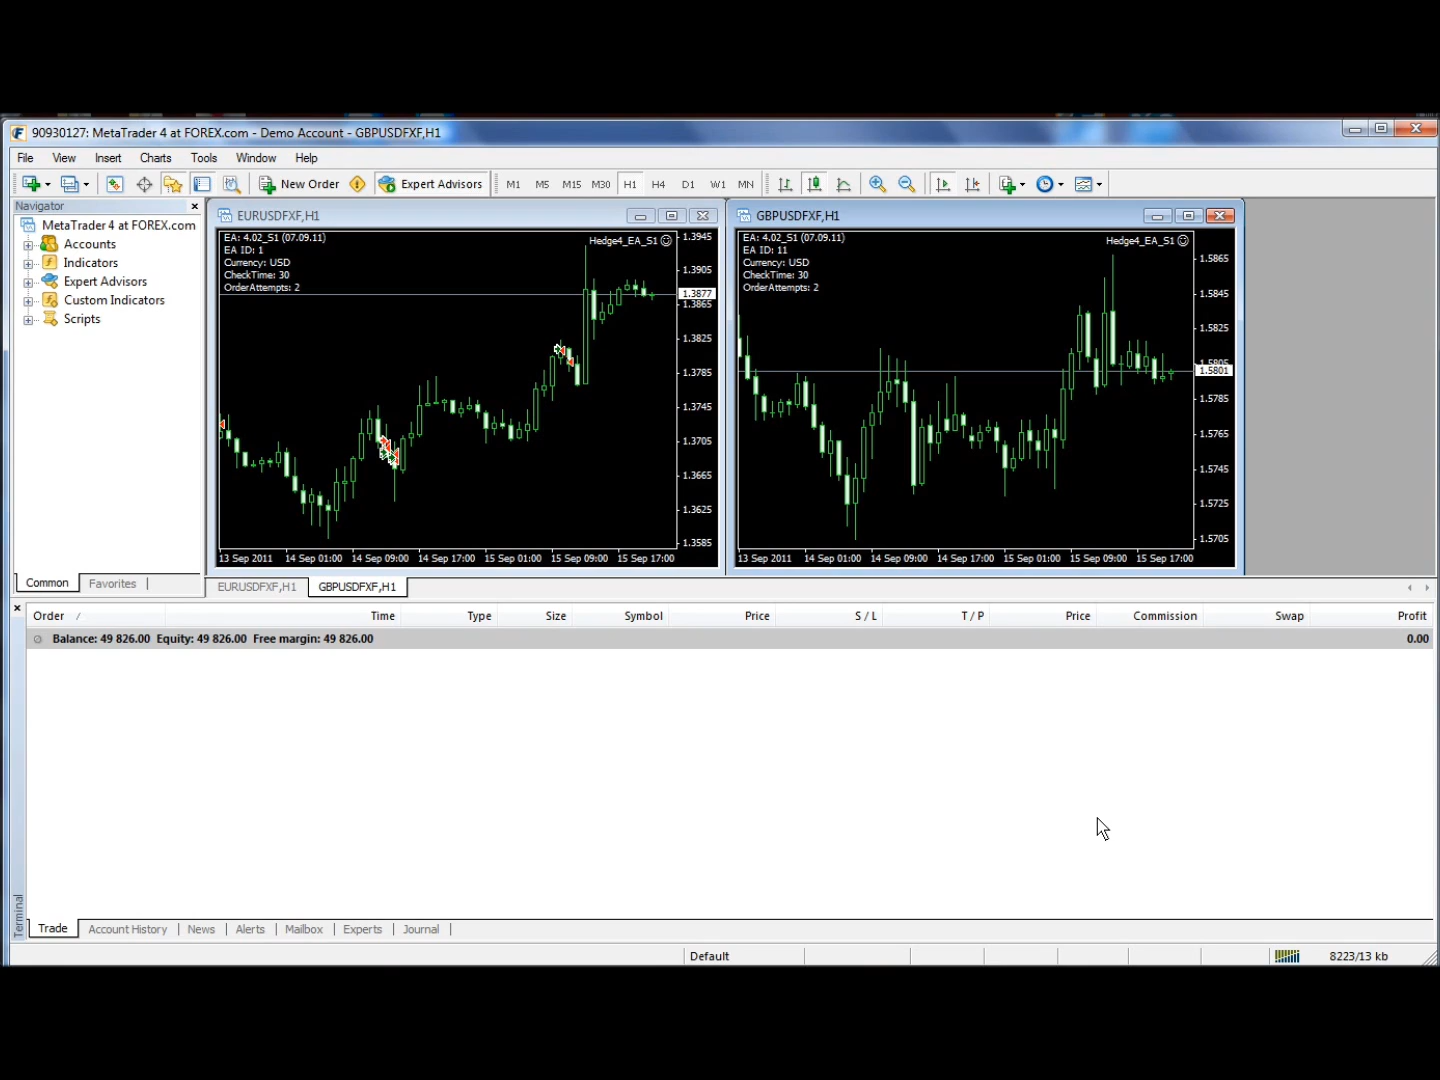 90930127: MetaTrader 4 at FOREX.com - Demo Account - GBPUSDFXF,H1
File View Insert Charts Tools Window Help
New Order Expert Advisors M1 M5 M15 M30 H1 H4 D1 W1 MN
Navigator
MetaTrader 4 at FOREX.com
Accounts
Indicators
Expert Advisors
Custom Indicators
Scripts
Common Favorites
EURUSDFXF,H1
EA: 4.02_S1 (07.09.11)
EA ID: 1
Currency: USD
CheckTime: 30
OrderAttempts: 2
Hedge4_EA_S1
1.3945
1.3905
1.3877
1.3865
1.3825
1.3785
1.3745
1.3705
1.3665
1.3625
1.3585
13 Sep 2011 14 Sep 01:00 14 Sep 09:00 14 Sep 17:00 15 Sep 01:00 15 Sep 09:00 15 Sep 17:00
GBPUSDFXF,H1
EA: 4.02_S1 (07.09.11)
EA ID: 11
Currency: USD
CheckTime: 30
OrderAttempts: 2
Hedge4_EA_S1
1.5865
1.5845
1.5825
1.5805
1.5801
1.5785
1.5765
1.5745
1.5725
1.5705
13 Sep 2011 14 Sep 01:00 14 Sep 09:00 14 Sep 17:00 15 Sep 01:00 15 Sep 09:00 15 Sep 17:00
EURUSDFXF,H1 GBPUSDFXF,H1
Order / Time Type Size Symbol Price S / L T / P Price Commission Swap Profit
Balance: 49 826.00 Equity: 49 826.00 Free margin: 49 826.00 0.00
Terminal
Trade Account History News Alerts Mailbox Experts Journal
Default 8223/13 kb